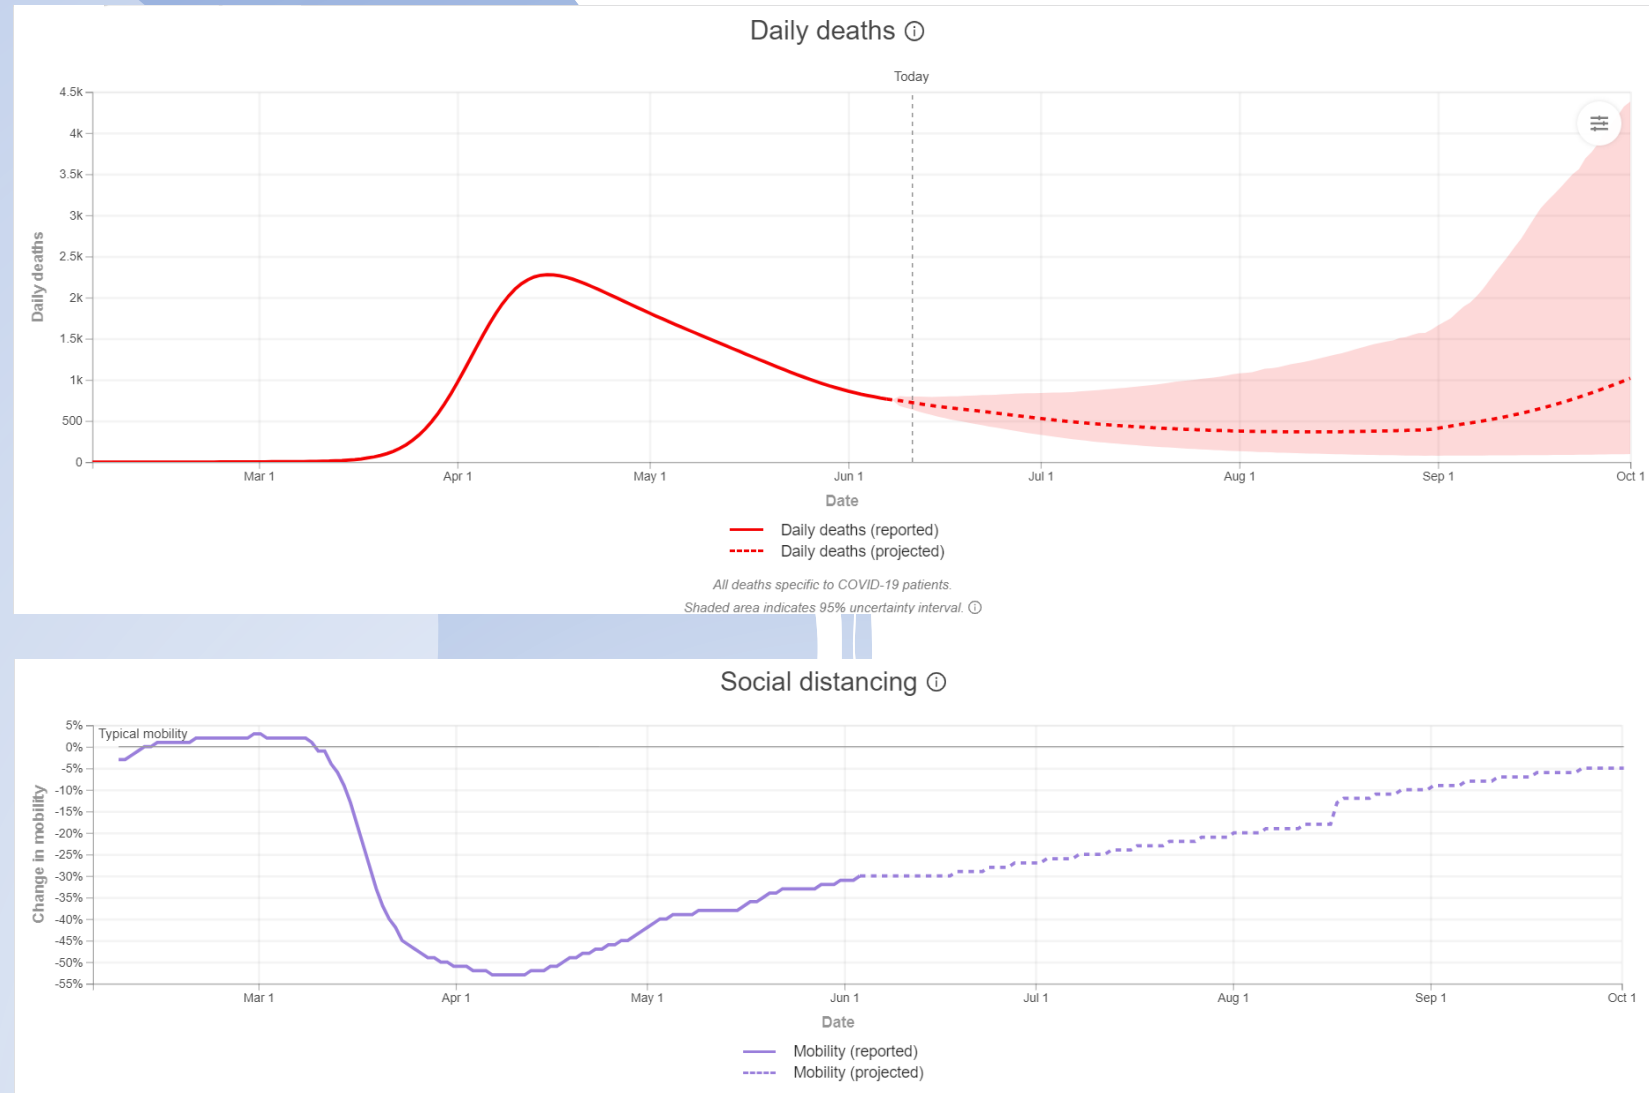 Daily deaths
Today
4.5k
4k
3.5k
3k
2.5k
2k
1.5k
1k
500
0
Daily deaths
Mar 1 Apr 1 May 1 Jun 1 Jul 1 Aug 1 Sep 1 Oct 1
Date
Daily deaths (reported)
Daily deaths (projected)
All deaths specific to COVID-19 patients.
Shaded area indicates 95% uncertainty interval.
Social distancing
5%
Typical mobility
0%
-5%
-10%
-15%
-20%
-25%
-30%
-35%
-40%
-45%
-50%
-55%
Change in mobility
Mar 1 Apr 1 May 1 Jun 1 Jul 1 Aug 1 Sep 1 Oct 1
Date
Mobility (reported)
Mobility (projected)